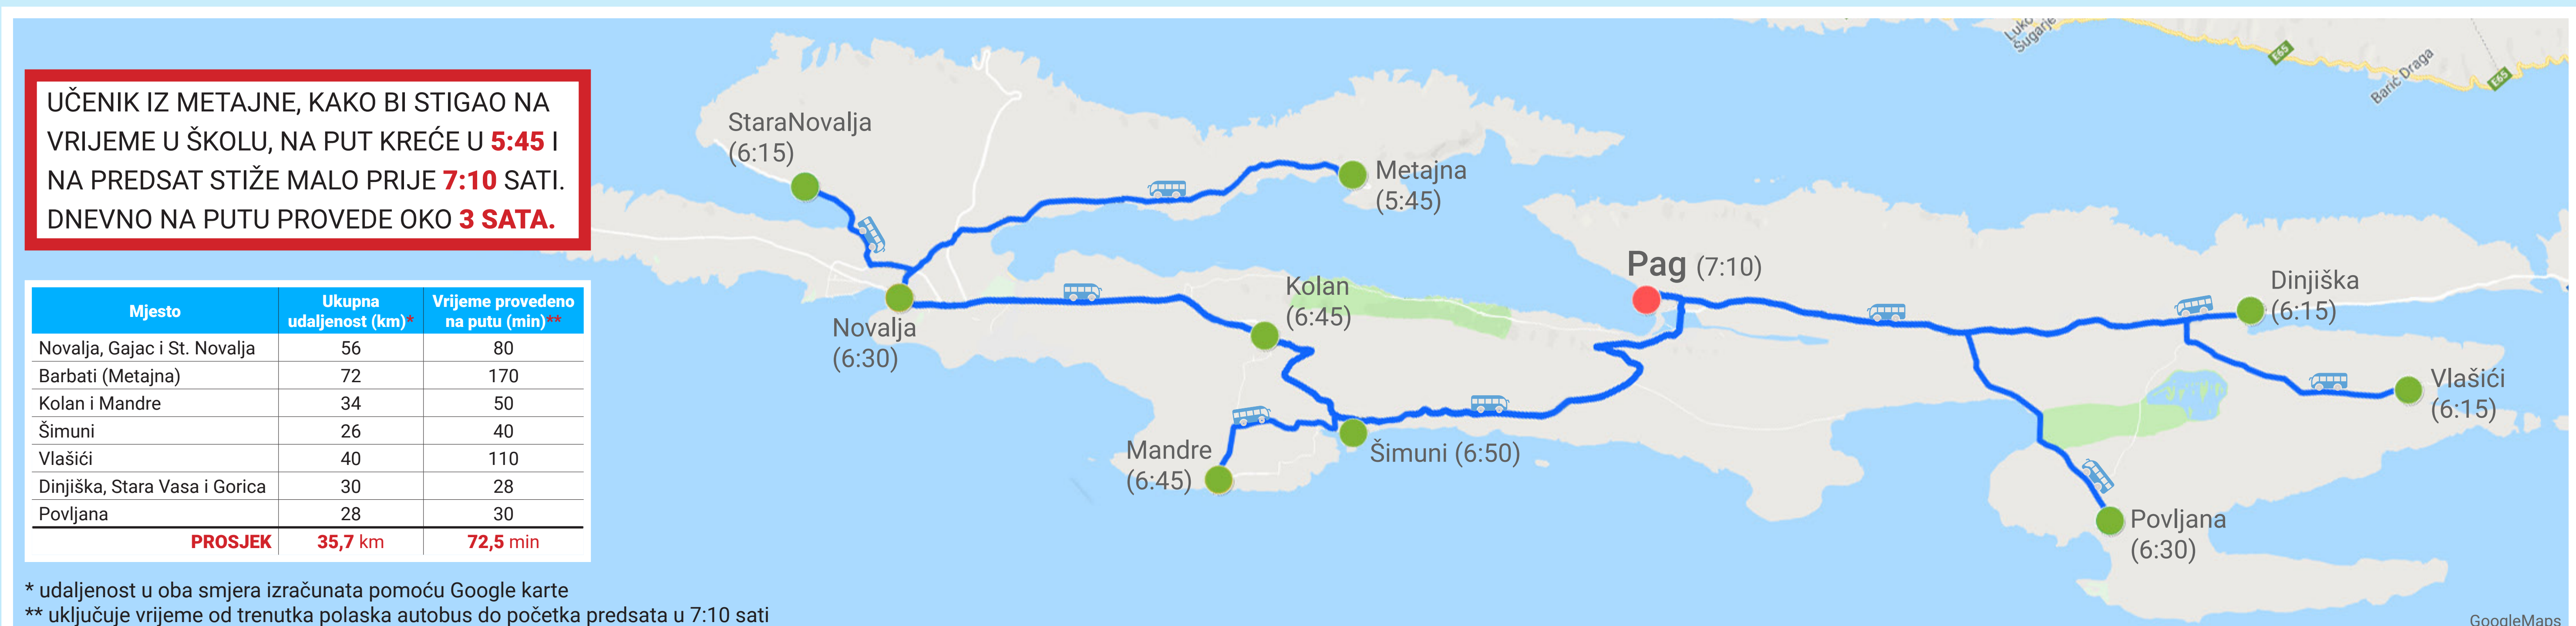 UČENIK IZ METAJNE, KAKO BI STIGAO NA
VRIJEME U ŠKOLU, NA PUT KREĆE U 5:45 I
NA PREDSAT STIŽE MALO PRIJE 7:10 SATI.
DNEVNO NA PUTU PROVEDE OKO 3 SATA.
Mjesto Ukupna udaljenost (km)* Vrijeme provedeno na putu (min)**
Novalja, Gajac i St. Novalja 56 80
Barbati (Metajna) 72 170
Kolan i Mandre 34 50
Šimuni 26 40
Vlašići 40 110
Dinjiška, Stara Vasa i Gorica 30 28
Povljana 28 30
PROSJEK 35,7 km 72,5 min
* udaljenost u oba smjera izračunata pomoću Google karte
** uključuje vrijeme od trenutka polaska autobus do početka predsata u 7:10 sati
StaraNovalja
(6:15)
Novalja
(6:30)
Metajna
(5:45)
Kolan
(6:45)
Mandre
(6:45)
Šimuni (6:50)
Pag (7:10)
Dinjiška
(6:15)
Vlašići
(6:15)
Povljana
(6:30)
Luko
Šugarje
E65
Barić Draga
E65
GoogleMaps